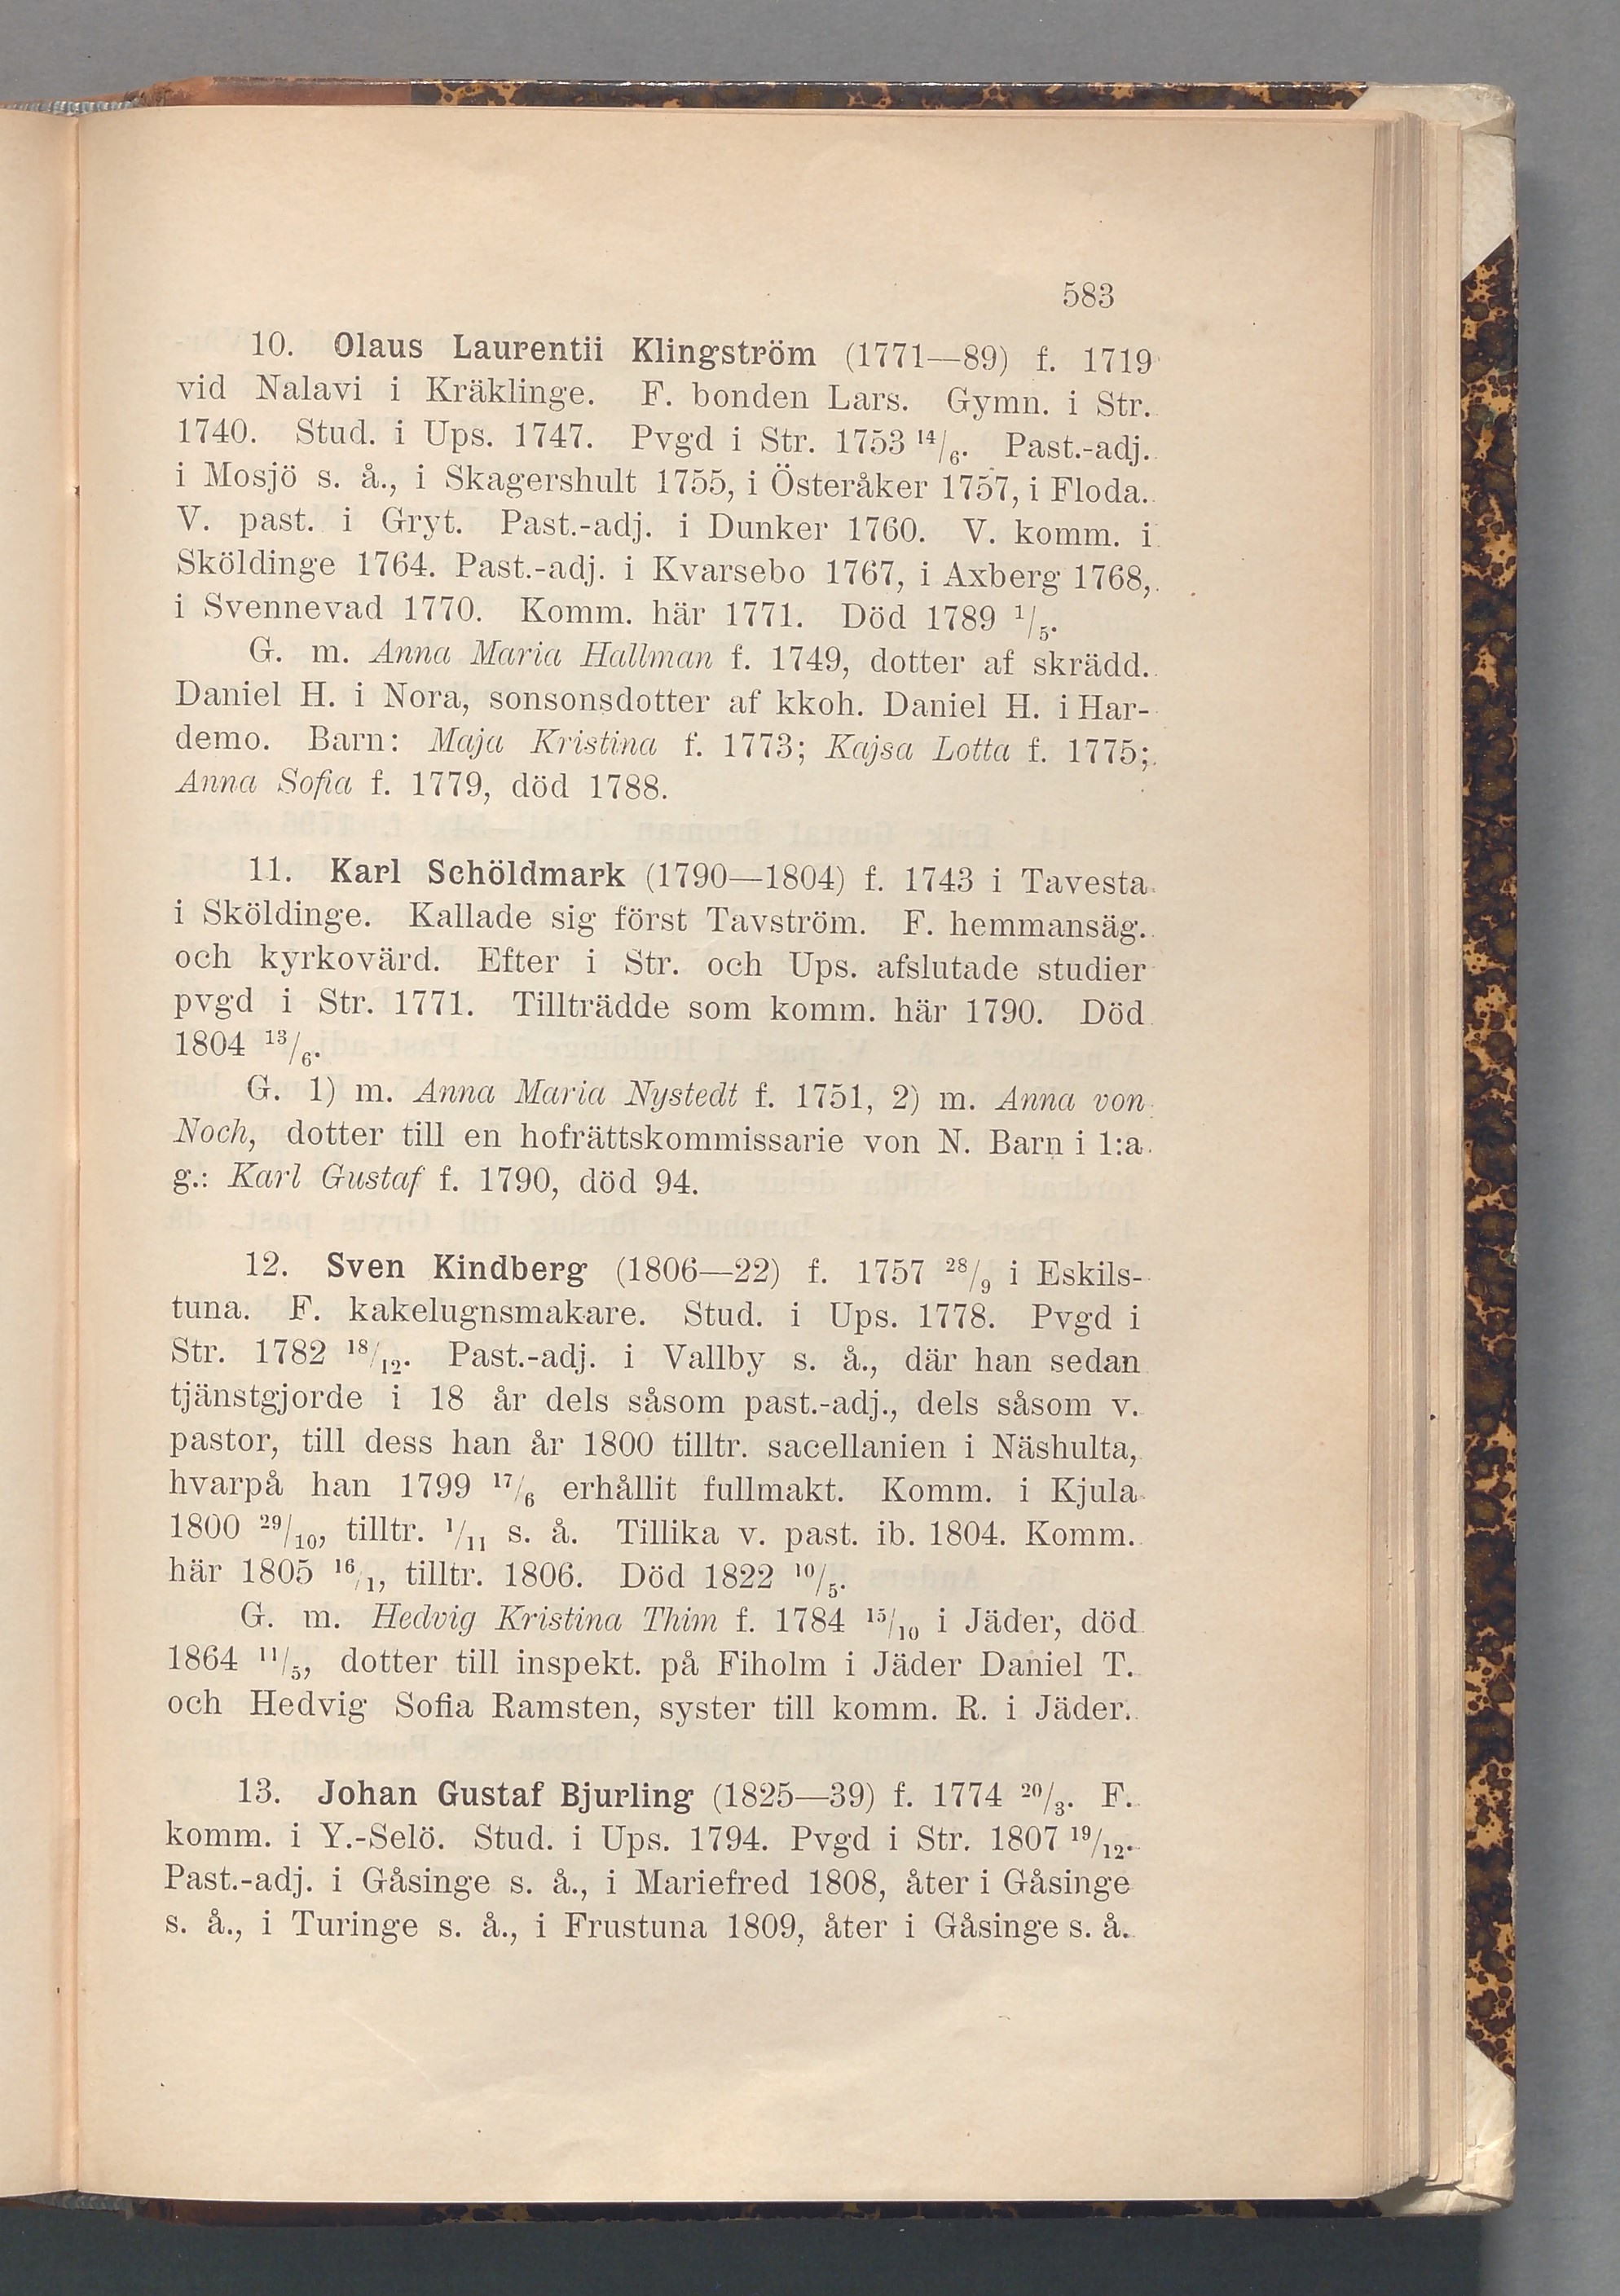 583
10. Olaus Laurentii Klingström (1771—89) f. 1719
vid Nalavi i Kräklinge. F. bonden Lars. Gymn. i Str.
1740. Stud. i Ups. 1747. Pvgd i Str. 1753 14/6. Past.-adj.
i Mosjö s. å., i Skagershult 1755, i Österåker 1757, i Floda.
V. past. i Gryt. Past.-adj. i Dunker 1760. V. komm. i
Sköldinge 1764. Past.-adj. i Kvarsebo 1767, i Axberg 1768,
i Svennevad 1770. Komm. här 1771. Död 1789 1/5.
G. m. Anna Maria Hallman f. 1749, dotter af skrädd.
Daniel H. i Nora, sonsonsdotter af kkoh. Daniel H. i Har-
demo. Barn: Maja Kristina f. 1773; Kajsa Lotta f. 1775;
Anna Sofia f. 1779, död 1788.
11. Karl Schöldmark (1790—1804) f. 1743 i Tavesta
i Sköldinge. Kallade sig först Tavström. F. hemmansäg.
och kyrkovärd. Efter i Str. och Ups. afslutade studier
pvgd i Str. 1771. Tillträdde som komm. här 1790. Död
1804 13/6.
G. 1) m. Anna Maria Nystedt f. 1751, 2) m. Anna von
Noch, dotter till en hofrättskommissarie von N. Barn i 1:a
g.: Karl Gustaf f. 1790, död 94.
12. Sven Kindberg (1806—22) f. 1757 28/9 i Eskils-
tuna. F. kakelugnsmakare. Stud. i Ups. 1778. Pvgd i
Str. 1782 18/12. Past.-adj. i Vallby s. å., där han sedan
tjänstgjorde i 18 år dels såsom past.-adj., dels såsom v.
pastor, till dess han år 1800 tilltr. sacellanien i Näshulta,
hvarpå han 1799 17/6 erhållit fullmakt. Komm. i Kjula
1800 29/10, tilltr. 1/11 s. å. Tillika v. past. ib. 1804. Komm.
här 1805 16/1, tilltr. 1806. Död 1822 10/5.
G. m. Hedvig Kristina Thim f. 1784 15/10 i Jäder, död
1864 11/5, dotter till inspekt. på Fiholm i Jäder Daniel T.
och Hedvig Sofia Ramsten, syster till komm. R. i Jäder.
13. Johan Gustaf Bjurling (1825—39) f. 1774 20/3. F.
komm. i Y.-Selö. Stud. i Ups. 1794. Pvgd i Str. 1807 19/12.
Past.-adj. i Gåsinge s. å., i Mariefred 1808, åter i Gåsinge
s. å., i Turinge s. å., i Frustuna 1809, åter i Gåsinge s. å.